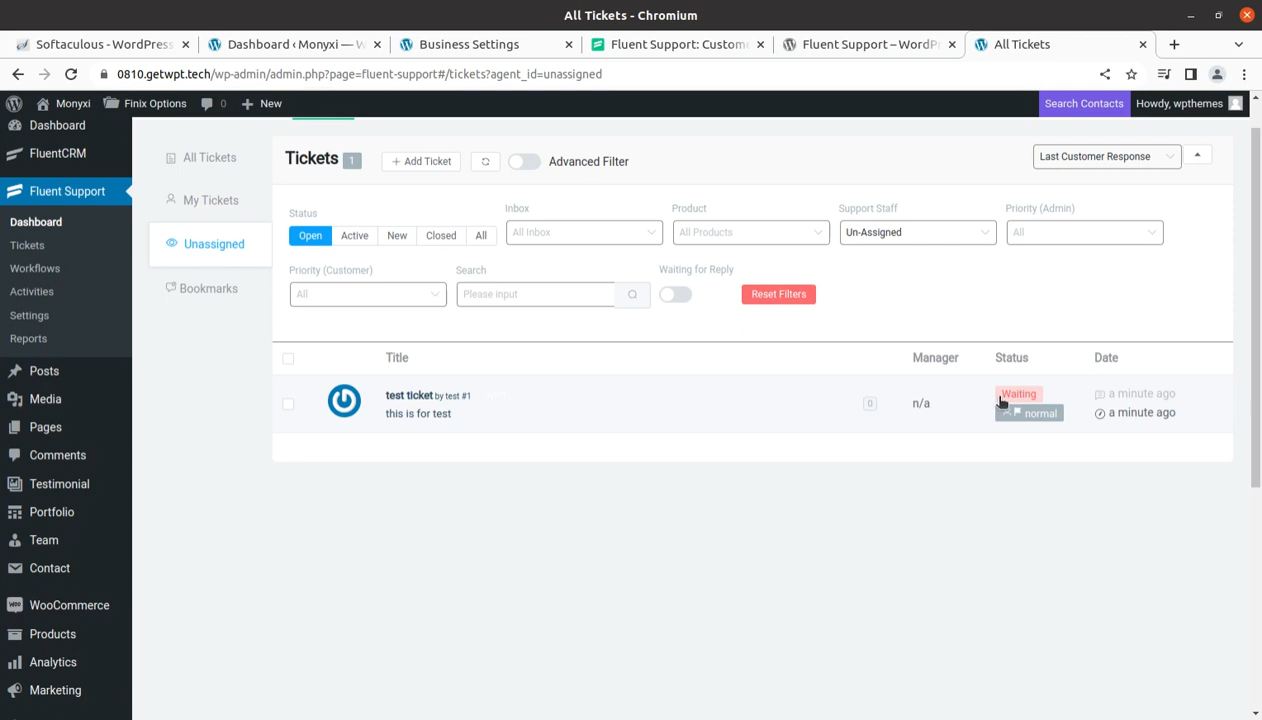 All Tickets - Chromium
Softaculous - WordPress
Dashboard ‹ Monyxi — W
Business Settings
Fluent Support: Custome
Fluent Support – WordPr
All Tickets
0810.getwpt.tech/wp-admin/admin.php?page=fluent-support#/tickets?agent_id=unassigned
Monyxi
Finix Options
0
New
Search Contacts
Howdy, wpthemes
Dashboard
FluentCRM
Fluent Support
Dashboard
Tickets
Workflows
Activities
Settings
Reports
Posts
Media
Pages
Comments
Testimonial
Portfolio
Team
Contact
WooCommerce
Products
Analytics
Marketing
All Tickets
My Tickets
Unassigned
Bookmarks
Tickets 1
+ Add Ticket
Advanced Filter
Last Customer Response
Status
Open Active New Closed All
Inbox
All Inbox
Product
All Products
Support Staff
Un-Assigned
Priority (Admin)
All
Priority (Customer)
All
Search
Please input
Waiting for Reply
Reset Filters
Title Manager Status Date
test ticket by test #1
this is for test
0
n/a
Waiting
normal
a minute ago
a minute ago